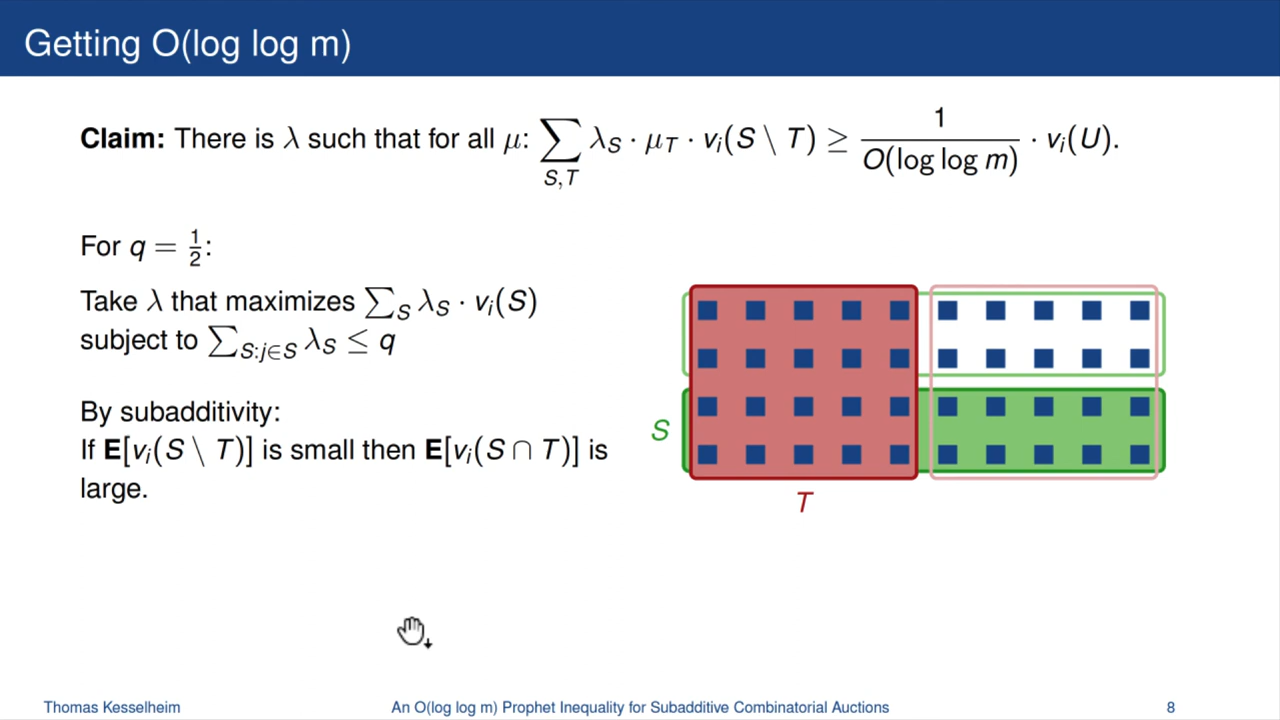 Getting O(log log m)
Claim: There is λ such that for all μ: ∑_{S,T} λ_S · μ_T · v_i(S \ T) ≥ 1/O(log log m) · v_i(U).
For q = 1/2:
Take λ that maximizes ∑_S λ_S · v_i(S)
subject to ∑_{S:j∈S} λ_S ≤ q
By subadditivity:
If E[v_i(S \ T)] is small then E[v_i(S ∩ T)] is
large.
S
T
Thomas Kesselheim An O(log log m) Prophet Inequality for Subadditive Combinatorial Auctions 8